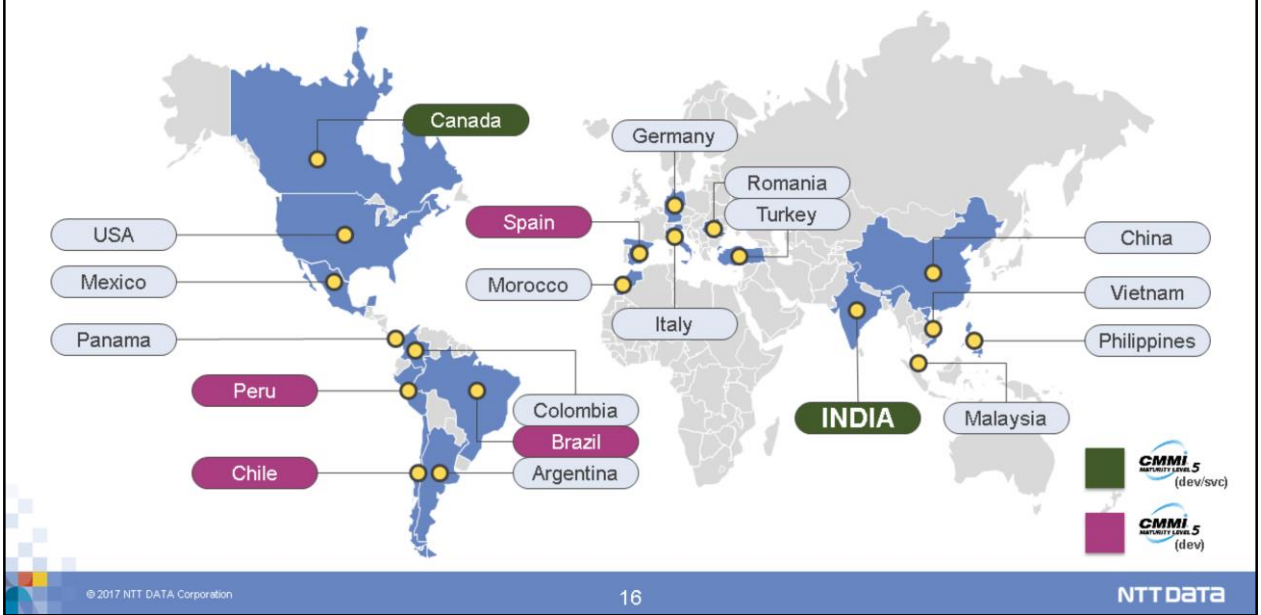 Canada
Germany
Romania
Turkey
Spain
USA
China
Mexico
Morocco
Vietnam
Italy
Panama
Philippines
Peru
Colombia
INDIA
Malaysia
Brazil
Chile
Argentina
CMMi
MATURITY LEVEL 5
(dev/svc)
CMMi
MATURITY LEVEL 5
(dev)
© 2017 NTT DATA Corporation
16
NTT DATA